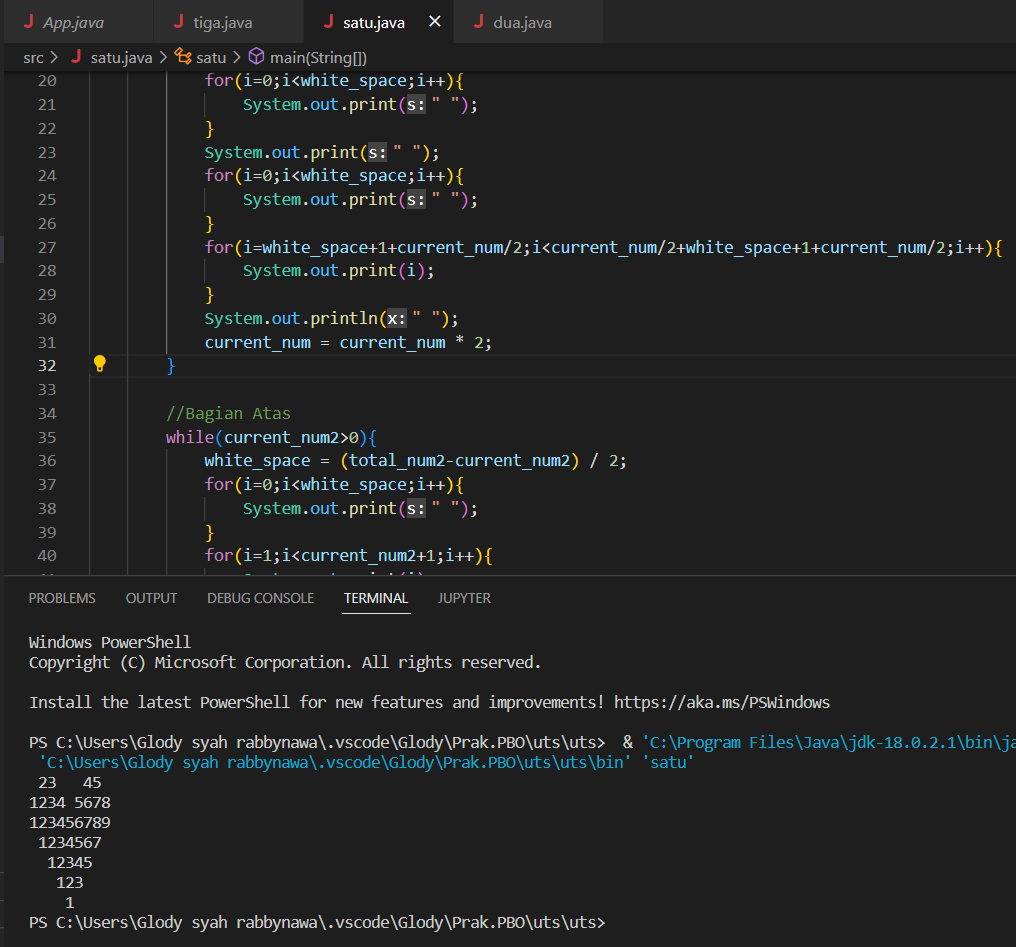 J App.java J tiga.java J satu.java × J dua.java
src > J satu.java > satu > main(String[])
20 for(i=0;i<white_space;i++){
21 System.out.print(s:" ");
22 }
23 System.out.print(s:" ");
24 for(i=0;i<white_space;i++){
25 System.out.print(s:" ");
26 }
27 for(i=white_space+1+current_num/2;i<current_num/2+white_space+1+current_num/2;i++){
28 System.out.print(i);
29 }
30 System.out.println(x:" ");
31 current_num = current_num * 2;
32 }
33
34 //Bagian Atas
35 while(current_num2>0){
36 white_space = (total_num2-current_num2) / 2;
37 for(i=0;i<white_space;i++){
38 System.out.print(s:" ");
39 }
40 for(i=1;i<current_num2+1;i++){
PROBLEMS OUTPUT DEBUG CONSOLE TERMINAL JUPYTER
Windows PowerShell
Copyright (C) Microsoft Corporation. All rights reserved.
Install the latest PowerShell for new features and improvements! https://aka.ms/PSWindows
PS C:\Users\Glody syah rabbynawa\.vscode\Glody\Prak.PBO\uts\uts> & 'C:\Program Files\Java\jdk-18.0.2.1\bin\ja
'C:\Users\Glody syah rabbynawa\.vscode\Glody\Prak.PBO\uts\uts\bin' 'satu'
 23   45
1234 5678
123456789
 1234567
  12345
   123
    1
PS C:\Users\Glody syah rabbynawa\.vscode\Glody\Prak.PBO\uts\uts>